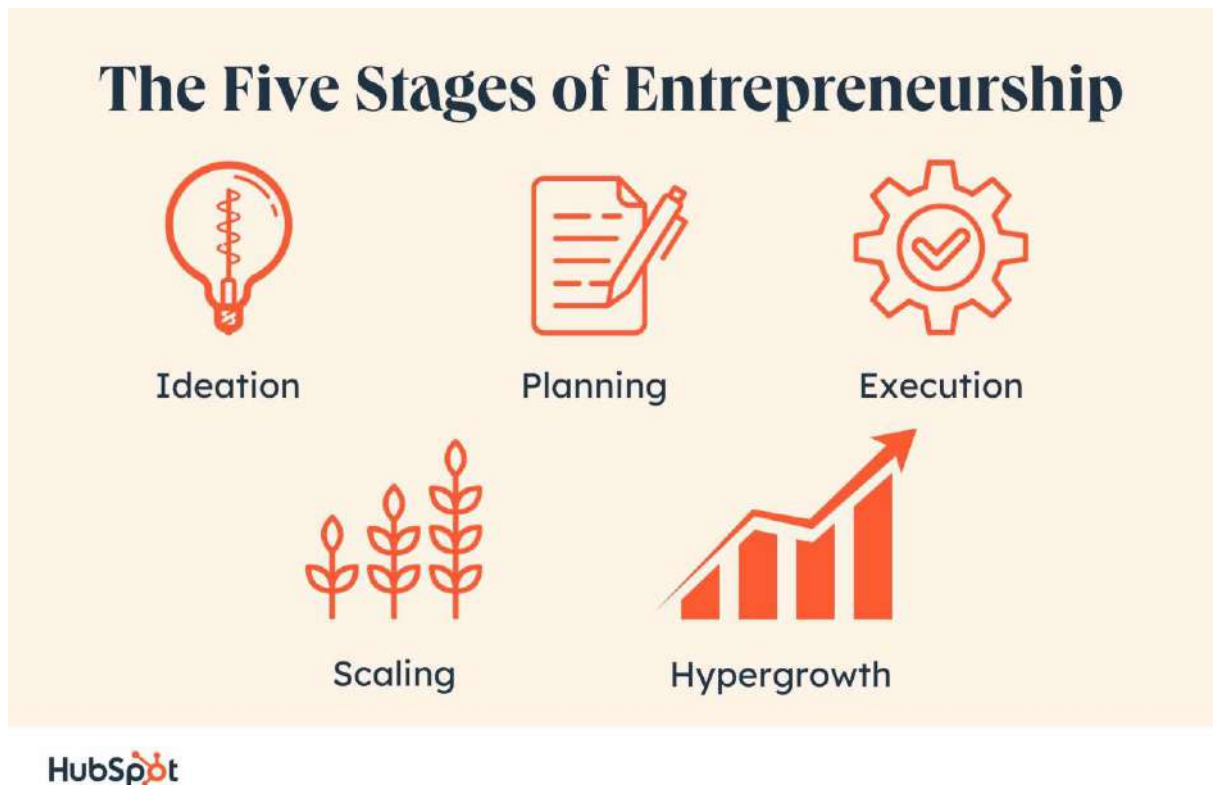 The Five Stages of Entrepreneurship
Ideation
Planning
Execution
Scaling
Hypergrowth
HubSpot